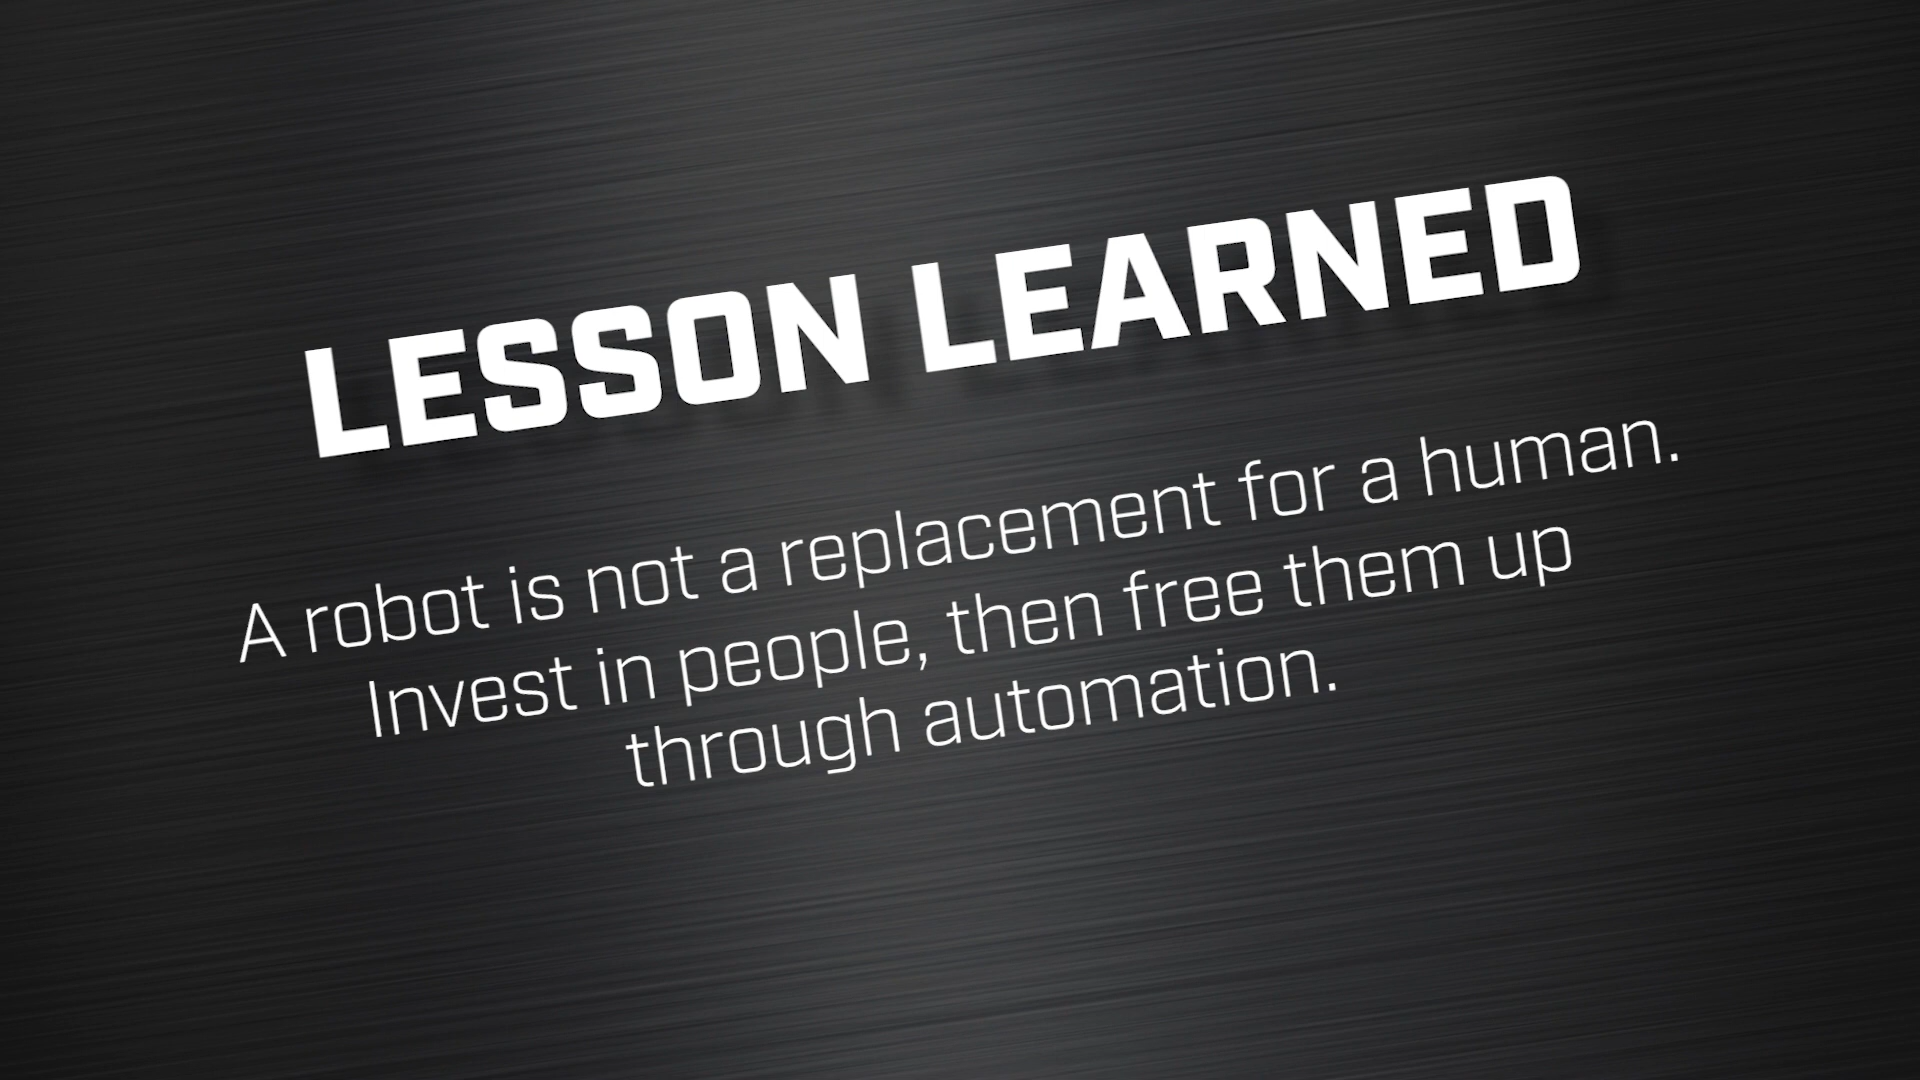 LESSON LEARNED
A robot is not a replacement for a human.
Invest in people, then free them up
through automation.